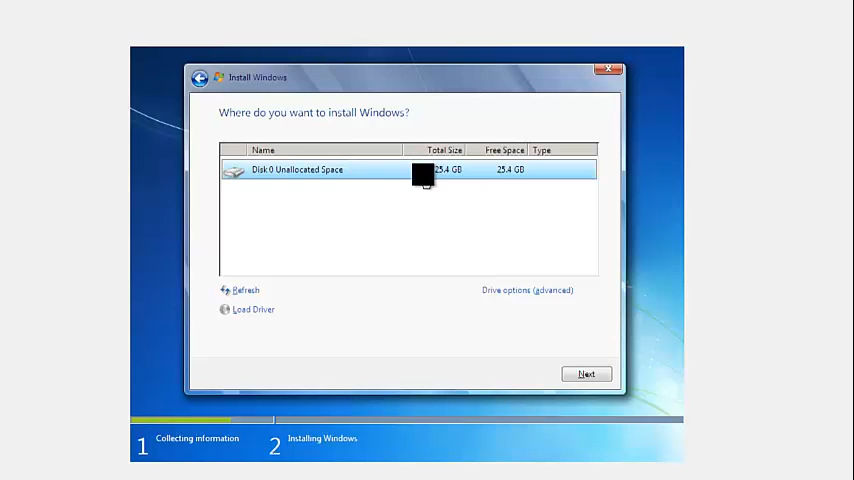 Install Windows
Where do you want to install Windows?
Name Total Size Free Space Type
Disk 0 Unallocated Space 25.4 GB 25.4 GB
Refresh Drive options (advanced)
Load Driver
Next
1 Collecting information 2 Installing Windows